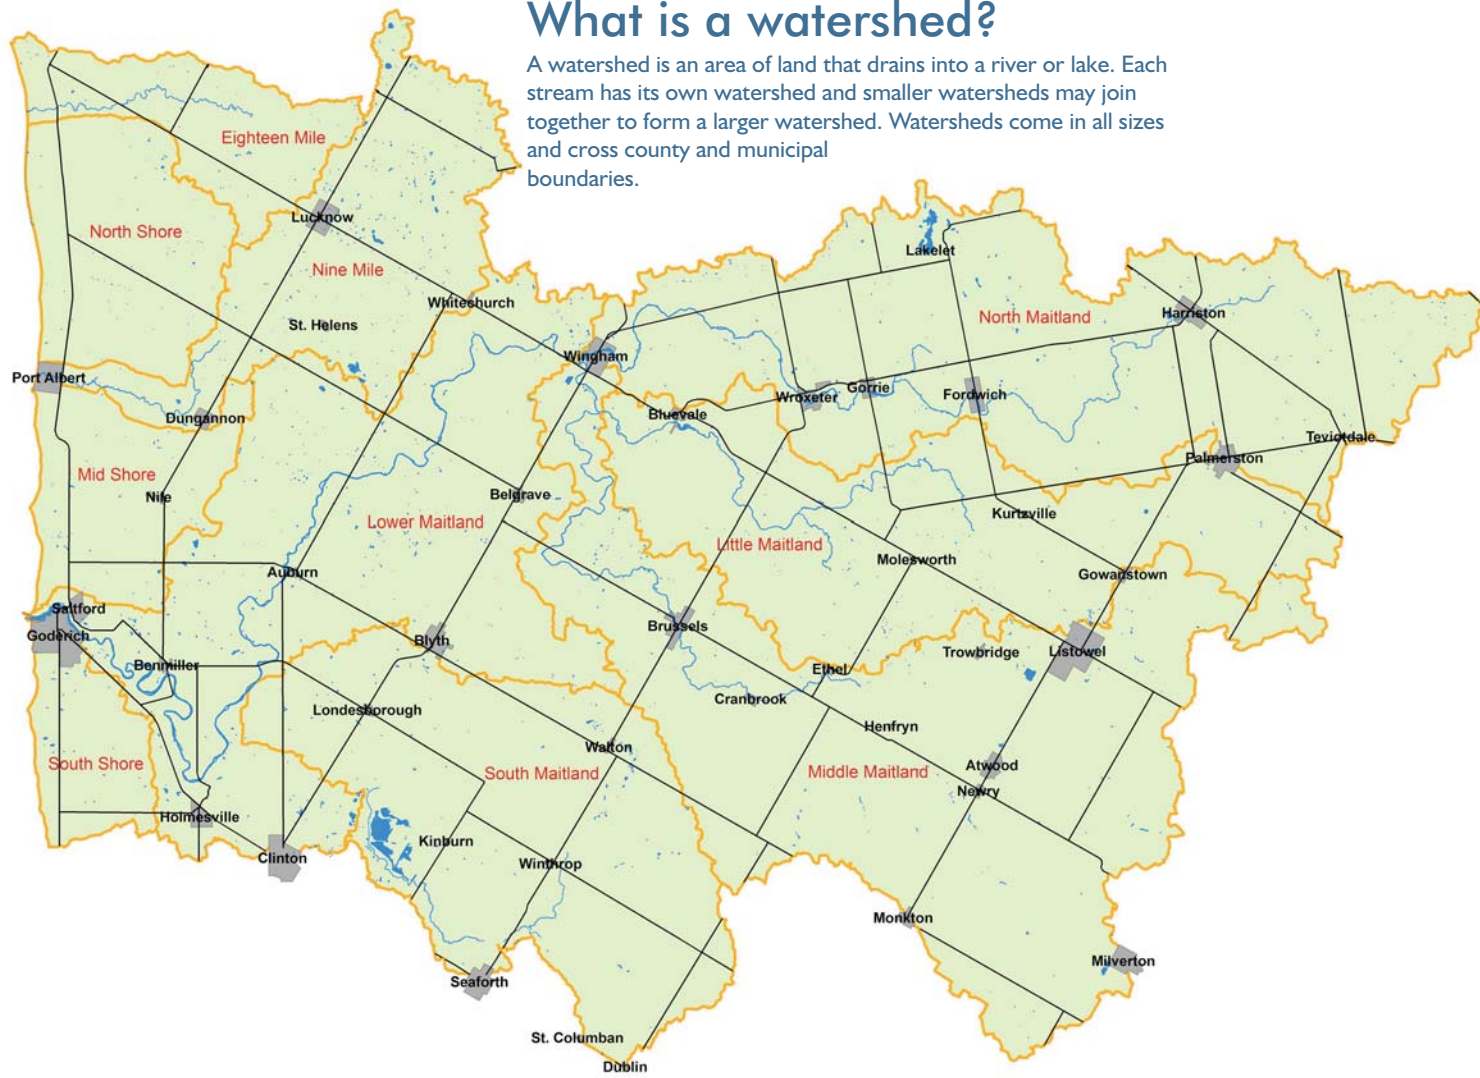 What is a watershed?
A watershed is an area of land that drains into a river or lake. Each
stream has its own watershed and smaller watersheds may join
together to form a larger watershed. Watersheds come in all sizes
and cross county and municipal
boundaries.
Eighteen Mile
Lucknow
North Shore
Lakelet
Nine Mile
Whitechurch
Harriston
North Maitland
St. Helens
Wingham
Port Albert
Gorrie
Fordwich
Wroxeter
Bluevale
Dungannon
Teviotdale
Palmerston
Mid Shore
Nile
Belgrave
Kurtzville
Lower Maitland
Little Maitland
Molesworth
Auburn
Gowanstown
Saltford
Brussels
Goderich
Blyth
Trowbridge
Listowel
Benmiller
Ethel
Cranbrook
Londesborough
Henfryn
Walton
South Shore
Atwood
South Maitland
Middle Maitland
Newry
Holmesville
Kinburn
Clinton
Winthrop
Monkton
Milverton
Seaforth
St. Columban
Dublin